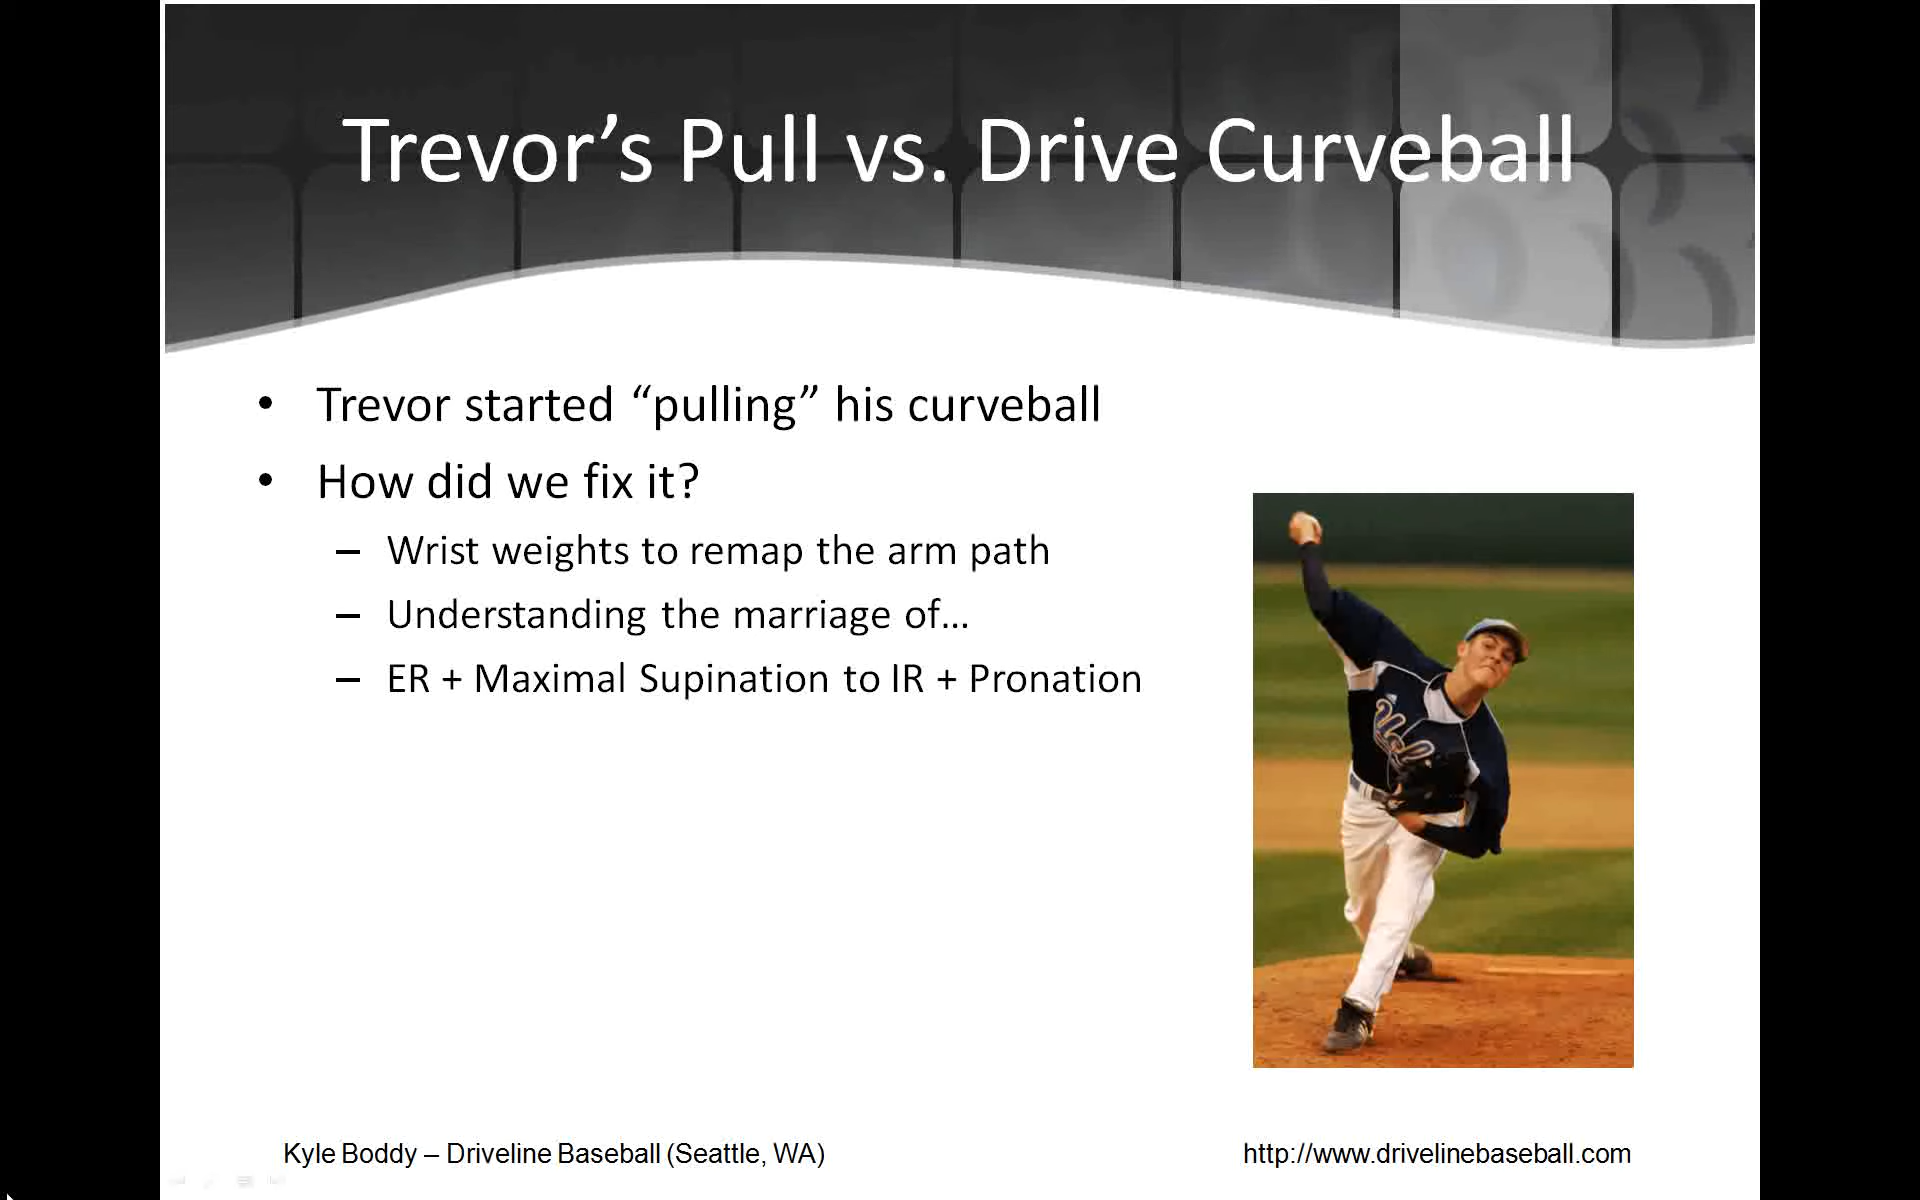 Trevor’s Pull vs. Drive Curveball
• Trevor started “pulling” his curveball
• How did we fix it?
– Wrist weights to remap the arm path
– Understanding the marriage of…
– ER + Maximal Supination to IR + Pronation
Kyle Boddy – Driveline Baseball (Seattle, WA)
http://www.drivelinebaseball.com